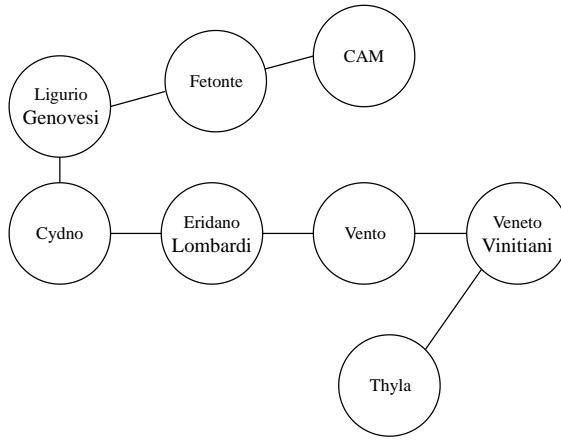 CAM
Fetonte
Ligurio
Genovesi
Cydno
Eridano
Lombardi
Vento
Veneto
Vinitiani
Thyla